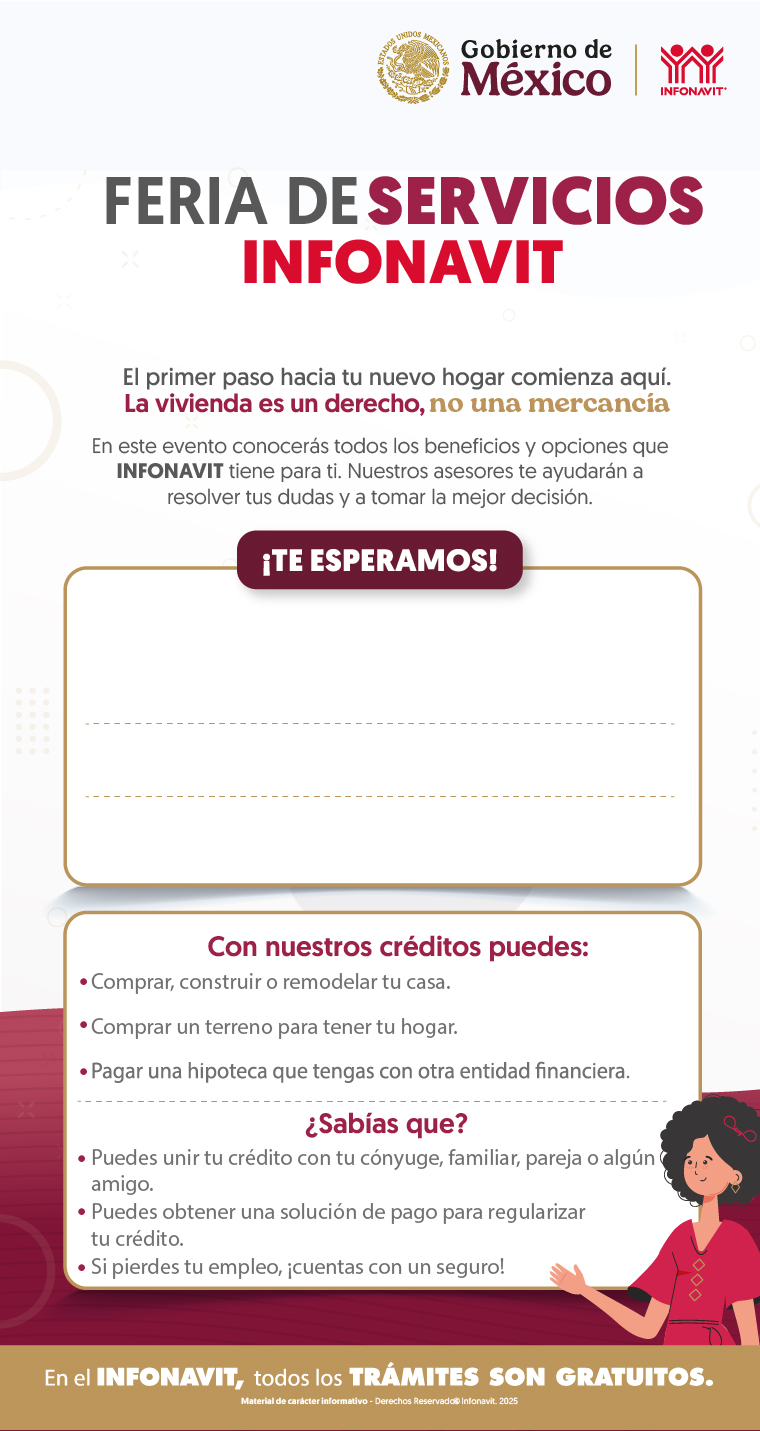 ESTADOS UNIDOS MEXICANOS
Gobierno de
México
INFONAVIT
FERIA DE SERVICIOS
INFONAVIT
El primer paso hacia tu nuevo hogar comienza aquí.
La vivienda es un derecho, no una mercancía
En este evento conocerás todos los beneficios y opciones que
INFONAVIT tiene para ti. Nuestros asesores te ayudarán a
resolver tus dudas y a tomar la mejor decisión.
¡TE ESPERAMOS!
Con nuestros créditos puedes:
• Comprar, construir o remodelar tu casa.
• Comprar un terreno para tener tu hogar.
• Pagar una hipoteca que tengas con otra entidad financiera.
¿Sabías que?
• Puedes unir tu crédito con tu cónyuge, familiar, pareja o algún
amigo.
• Puedes obtener una solución de pago para regularizar
tu crédito.
• Si pierdes tu empleo, ¡cuentas con un seguro!
En el INFONAVIT, todos los TRÁMITES SON GRATUITOS.
Material de carácter informativo - Derechos Reservado© Infonavit. 2025